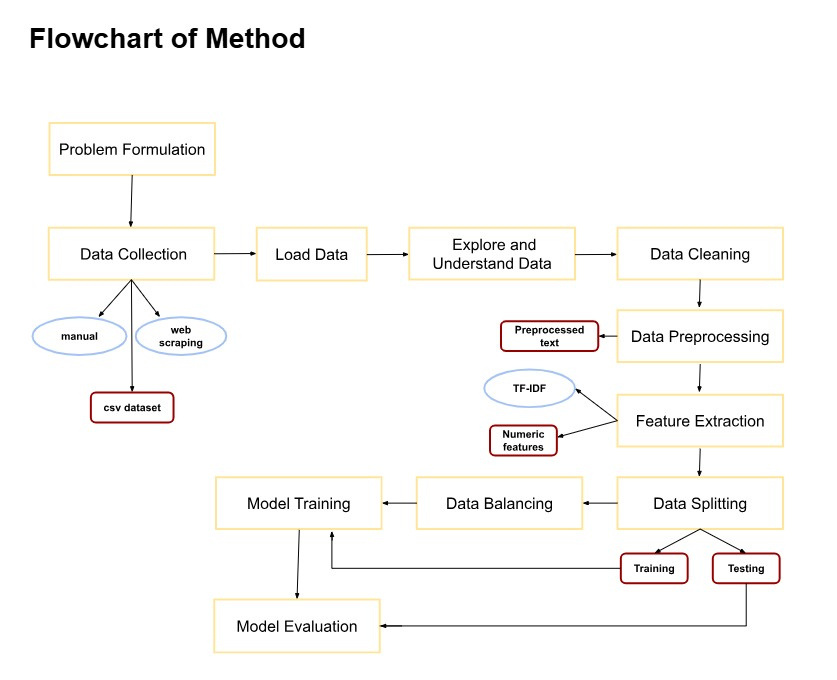 Flowchart of Method
Problem Formulation
Data Collection
Load Data
Explore and
Understand Data
Data Cleaning
manual
web
scraping
csv dataset
Preprocessed
text
Data Preprocessing
TF-IDF
Numeric
features
Feature Extraction
Model Training
Data Balancing
Data Splitting
Training
Testing
Model Evaluation